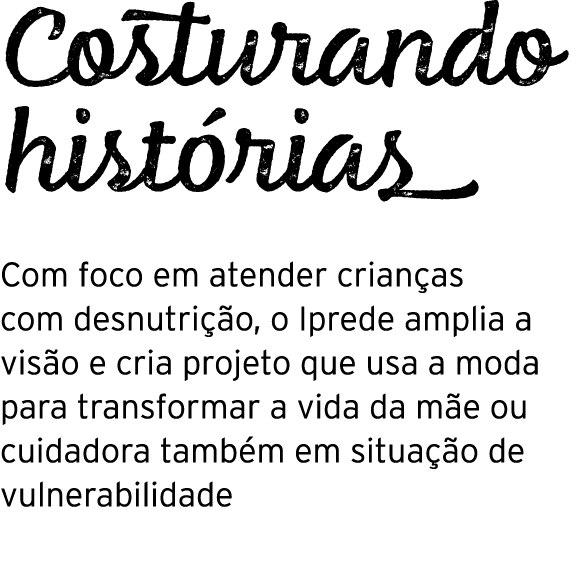 Costurando
histórias
Com foco em atender crianças
com desnutrição, o Iprede amplia a
visão e cria projeto que usa a moda
para transformar a vida da mãe ou
cuidadora também em situação de
vulnerabilidade